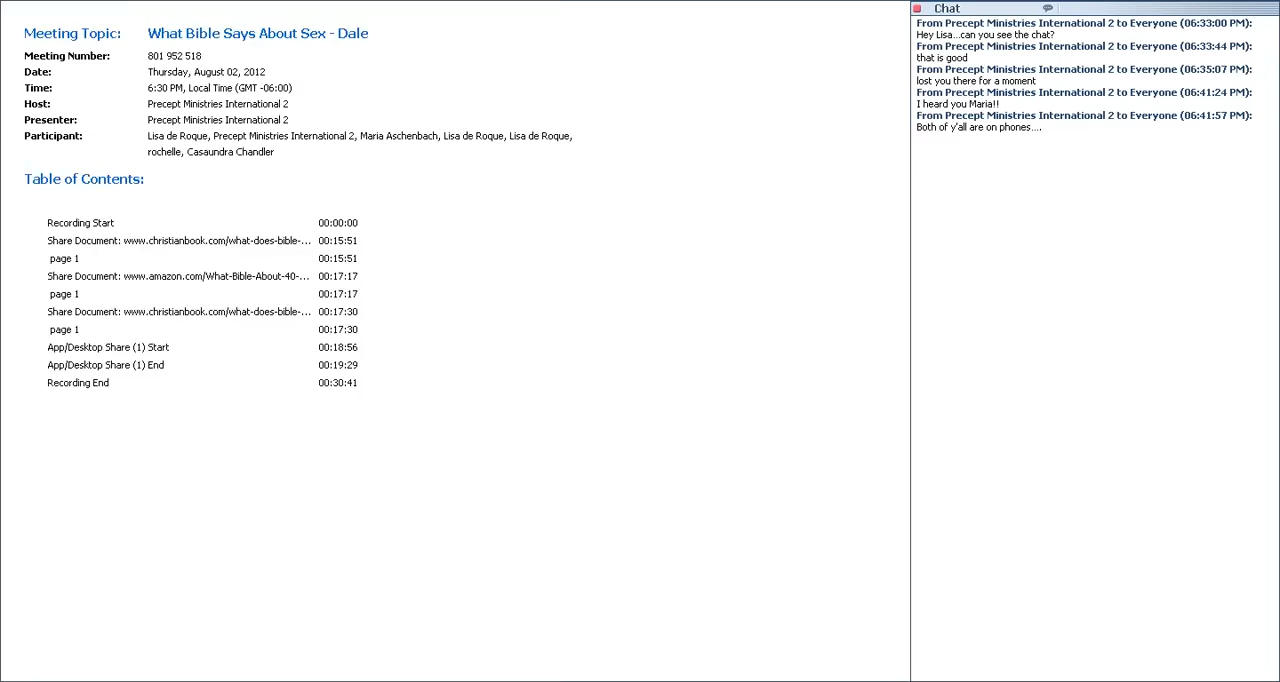 Meeting Topic: What Bible Says About Sex - Dale
Meeting Number: 801 952 518
Date: Thursday, August 02, 2012
Time: 6:30 PM, Local Time (GMT -06:00)
Host: Precept Ministries International 2
Presenter: Precept Ministries International 2
Participant: Lisa de Roque, Precept Ministries International 2, Maria Aschenbach, Lisa de Roque, Lisa de Roque,
rochelle, Casaundra Chandler
Table of Contents:
Recording Start 00:00:00
Share Document: www.christianbook.com/what-does-bible-... 00:15:51
page 1 00:15:51
Share Document: www.amazon.com/What-Bible-About-40-... 00:17:17
page 1 00:17:17
Share Document: www.christianbook.com/what-does-bible-... 00:17:30
page 1 00:17:30
App/Desktop Share (1) Start 00:18:56
App/Desktop Share (1) End 00:19:29
Recording End 00:30:41
Chat
From Precept Ministries International 2 to Everyone (06:33:00 PM):
Hey Lisa...can you see the chat?
From Precept Ministries International 2 to Everyone (06:33:44 PM):
that is good
From Precept Ministries International 2 to Everyone (06:35:07 PM):
lost you there for a moment
From Precept Ministries International 2 to Everyone (06:41:24 PM):
I heard you Maria!!
From Precept Ministries International 2 to Everyone (06:41:57 PM):
Both of y'all are on phones....